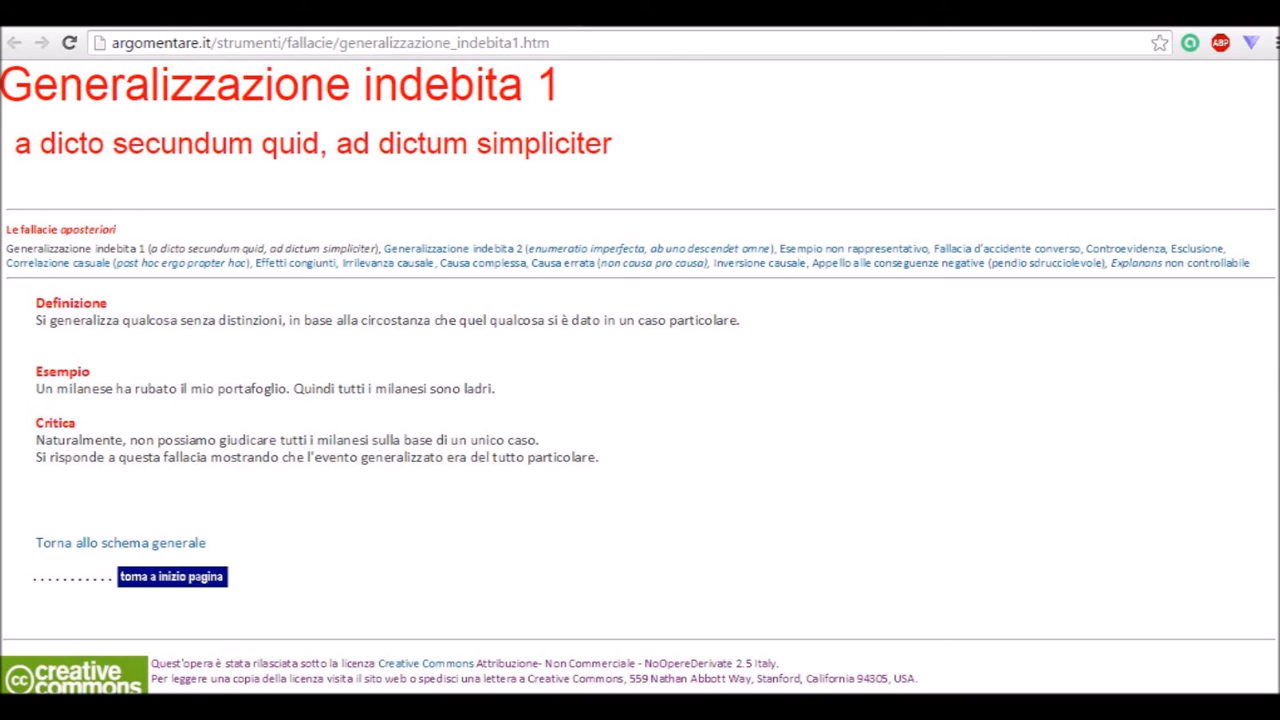 argomentare.it/strumenti/fallacie/generalizzazione_indebita1.htm
ABP
Generalizzazione indebita 1
a dicto secundum quid, ad dictum simpliciter
Le fallacie aposteriori
Generalizzazione indebita 1 (a dicto secundum quid, ad dictum simpliciter), Generalizzazione indebita 2 (enumeratio imperfecta, ab uno descendet omne), Esempio non rappresentativo, Fallacia d'accidente converso, Controevidenza, Esclusione,
Correlazione casuale (post hoc ergo propter hoc), Effetti congiunti, Irrilevanza causale, Causa complessa, Causa errata (non causa pro causa), Inversione causale, Appello alle conseguenze negative (pendio sdrucciolevole), Explanans non controllabile
Definizione
Si generalizza qualcosa senza distinzioni, in base alla circostanza che quel qualcosa si è dato in un caso particolare.
Esempio
Un milanese ha rubato il mio portafoglio. Quindi tutti i milanesi sono ladri.
Critica
Naturalmente, non possiamo giudicare tutti i milanesi sulla base di un unico caso.
Si risponde a questa fallacia mostrando che l'evento generalizzato era del tutto particolare.
Torna allo schema generale
. . . . . . . . . . . torna a inizio pagina
cc creative commons
Quest'opera è stata rilasciata sotto la licenza Creative Commons Attribuzione- Non Commerciale - NoOpereDerivate 2.5 Italy.
Per leggere una copia della licenza visita il sito web o spedisci una lettera a Creative Commons, 559 Nathan Abbott Way, Stanford, California 94305, USA.